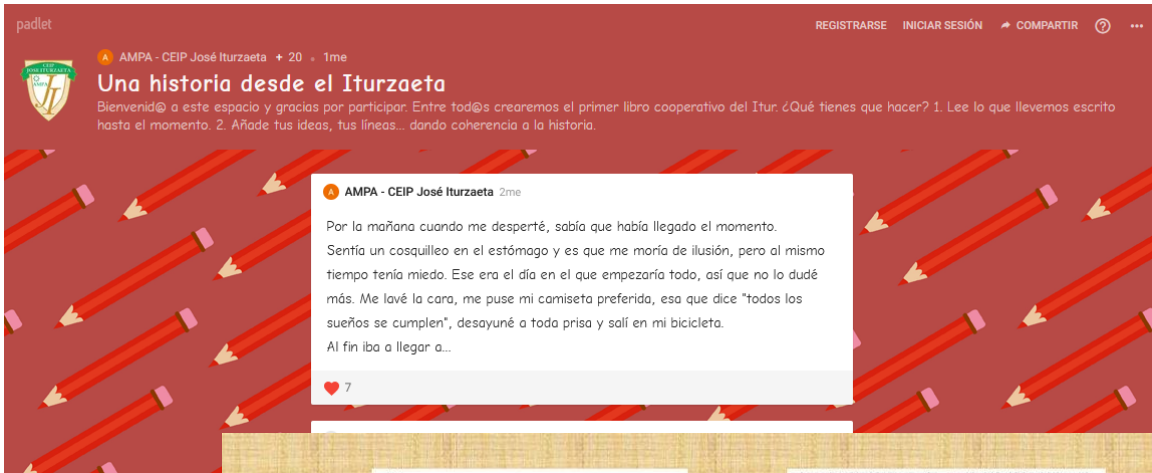 padlet
REGISTRARSE INICIAR SESIÓN COMPARTIR
CEIP
JOSE ITURZAETA
AMPA
A AMPA - CEIP José Iturzaeta + 20 • 1me
Una historia desde el Iturzaeta
Bienvenid@ a este espacio y gracias por participar. Entre tod@s crearemos el primer libro cooperativo del Itur. ¿Qué tienes que hacer? 1. Lee lo que llevemos escrito
hasta el momento. 2. Añade tus ideas, tus líneas... dando coherencia a la historia.
A AMPA - CEIP José Iturzaeta 2me
Por la mañana cuando me desperté, sabía que había llegado el momento.
Sentía un cosquilleo en el estómago y es que me moría de ilusión, pero al mismo
tiempo tenía miedo. Ese era el día en el que empezaría todo, así que no lo dudé
más. Me lavé la cara, me puse mi camiseta preferida, esa que dice "todos los
sueños se cumplen", desayuné a toda prisa y salí en mi bicicleta.
Al fin iba a llegar a...
7